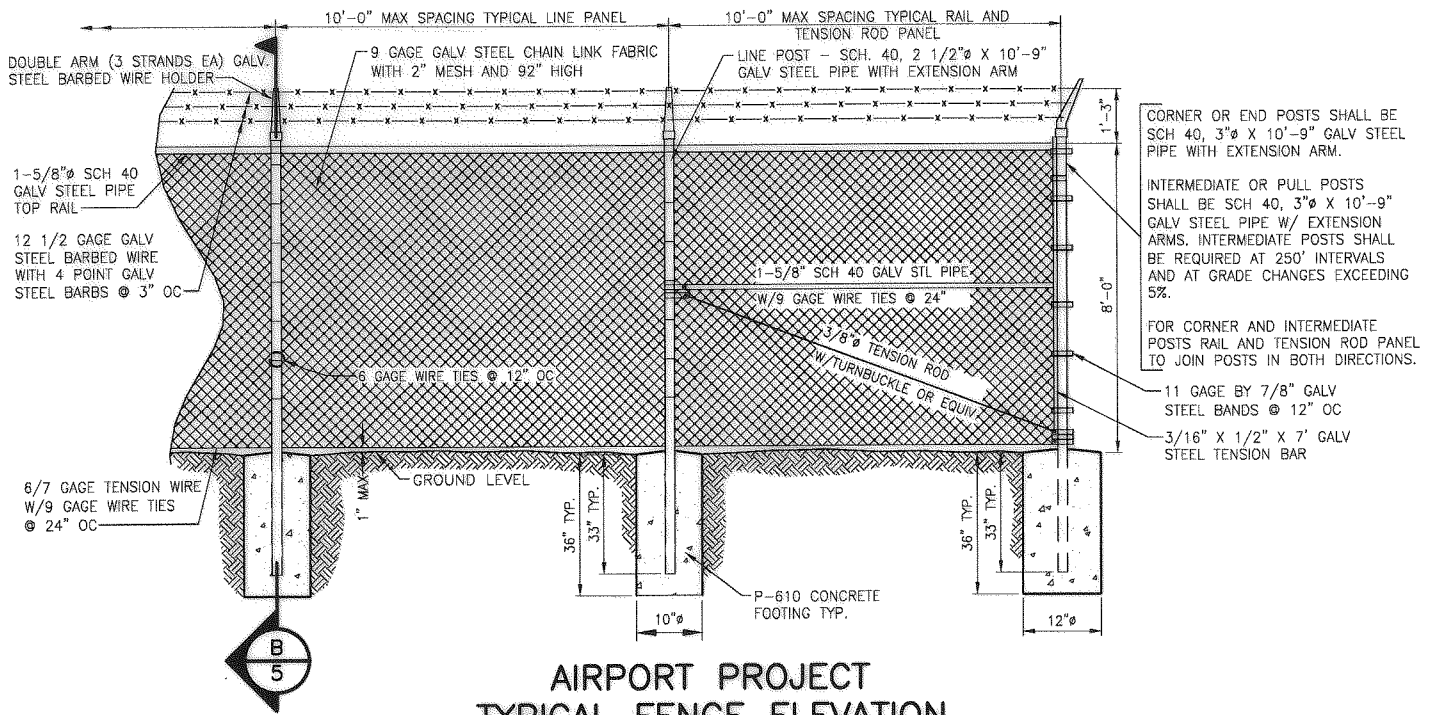 10'-0" MAX SPACING TYPICAL LINE PANEL
10'-0" MAX SPACING TYPICAL RAIL AND
TENSION ROD PANEL
DOUBLE ARM (3 STRANDS EA) GALV.
STEEL BARBED WIRE HOLDER
9 GAGE GALV STEEL CHAIN LINK FABRIC
WITH 2" MESH AND 92" HIGH
LINE POST - SCH. 40, 2 1/2"ø X 10'-9"
GALV STEEL PIPE WITH EXTENSION ARM
1'-3"
CORNER OR END POSTS SHALL BE
SCH 40, 3"ø X 10'-9" GALV STEEL
PIPE WITH EXTENSION ARM.
INTERMEDIATE OR PULL POSTS
SHALL BE SCH 40, 3"ø X 10'-9"
GALV STEEL PIPE W/ EXTENSION
ARMS. INTERMEDIATE POSTS SHALL
BE REQUIRED AT 250' INTERVALS
AND AT GRADE CHANGES EXCEEDING
5%.
FOR CORNER AND INTERMEDIATE
POSTS RAIL AND TENSION ROD PANEL
TO JOIN POSTS IN BOTH DIRECTIONS.
1-5/8"ø SCH 40
GALV STEEL PIPE
TOP RAIL
12 1/2 GAGE GALV
STEEL BARBED WIRE
WITH 4 POINT GALV
STEEL BARBS @ 3" OC
1-5/8" SCH 40 GALV STL PIPE
W/9 GAGE WIRE TIES @ 24"
8'-0"
3/8"ø TENSION ROD
W/TURNBUCKLE OR EQUIV.
6 GAGE WIRE TIES @ 12" OC
11 GAGE BY 7/8" GALV
STEEL BANDS @ 12" OC
3/16" X 1/2" X 7' GALV
STEEL TENSION BAR
6/7 GAGE TENSION WIRE
W/9 GAGE WIRE TIES
@ 24" OC
1" MAX
GROUND LEVEL
36" TYP.
33" TYP.
36" TYP.
33" TYP.
P-610 CONCRETE
FOOTING TYP.
10"ø
12"ø
B
5
AIRPORT PROJECT
TYPICAL FENCE ELEVATION